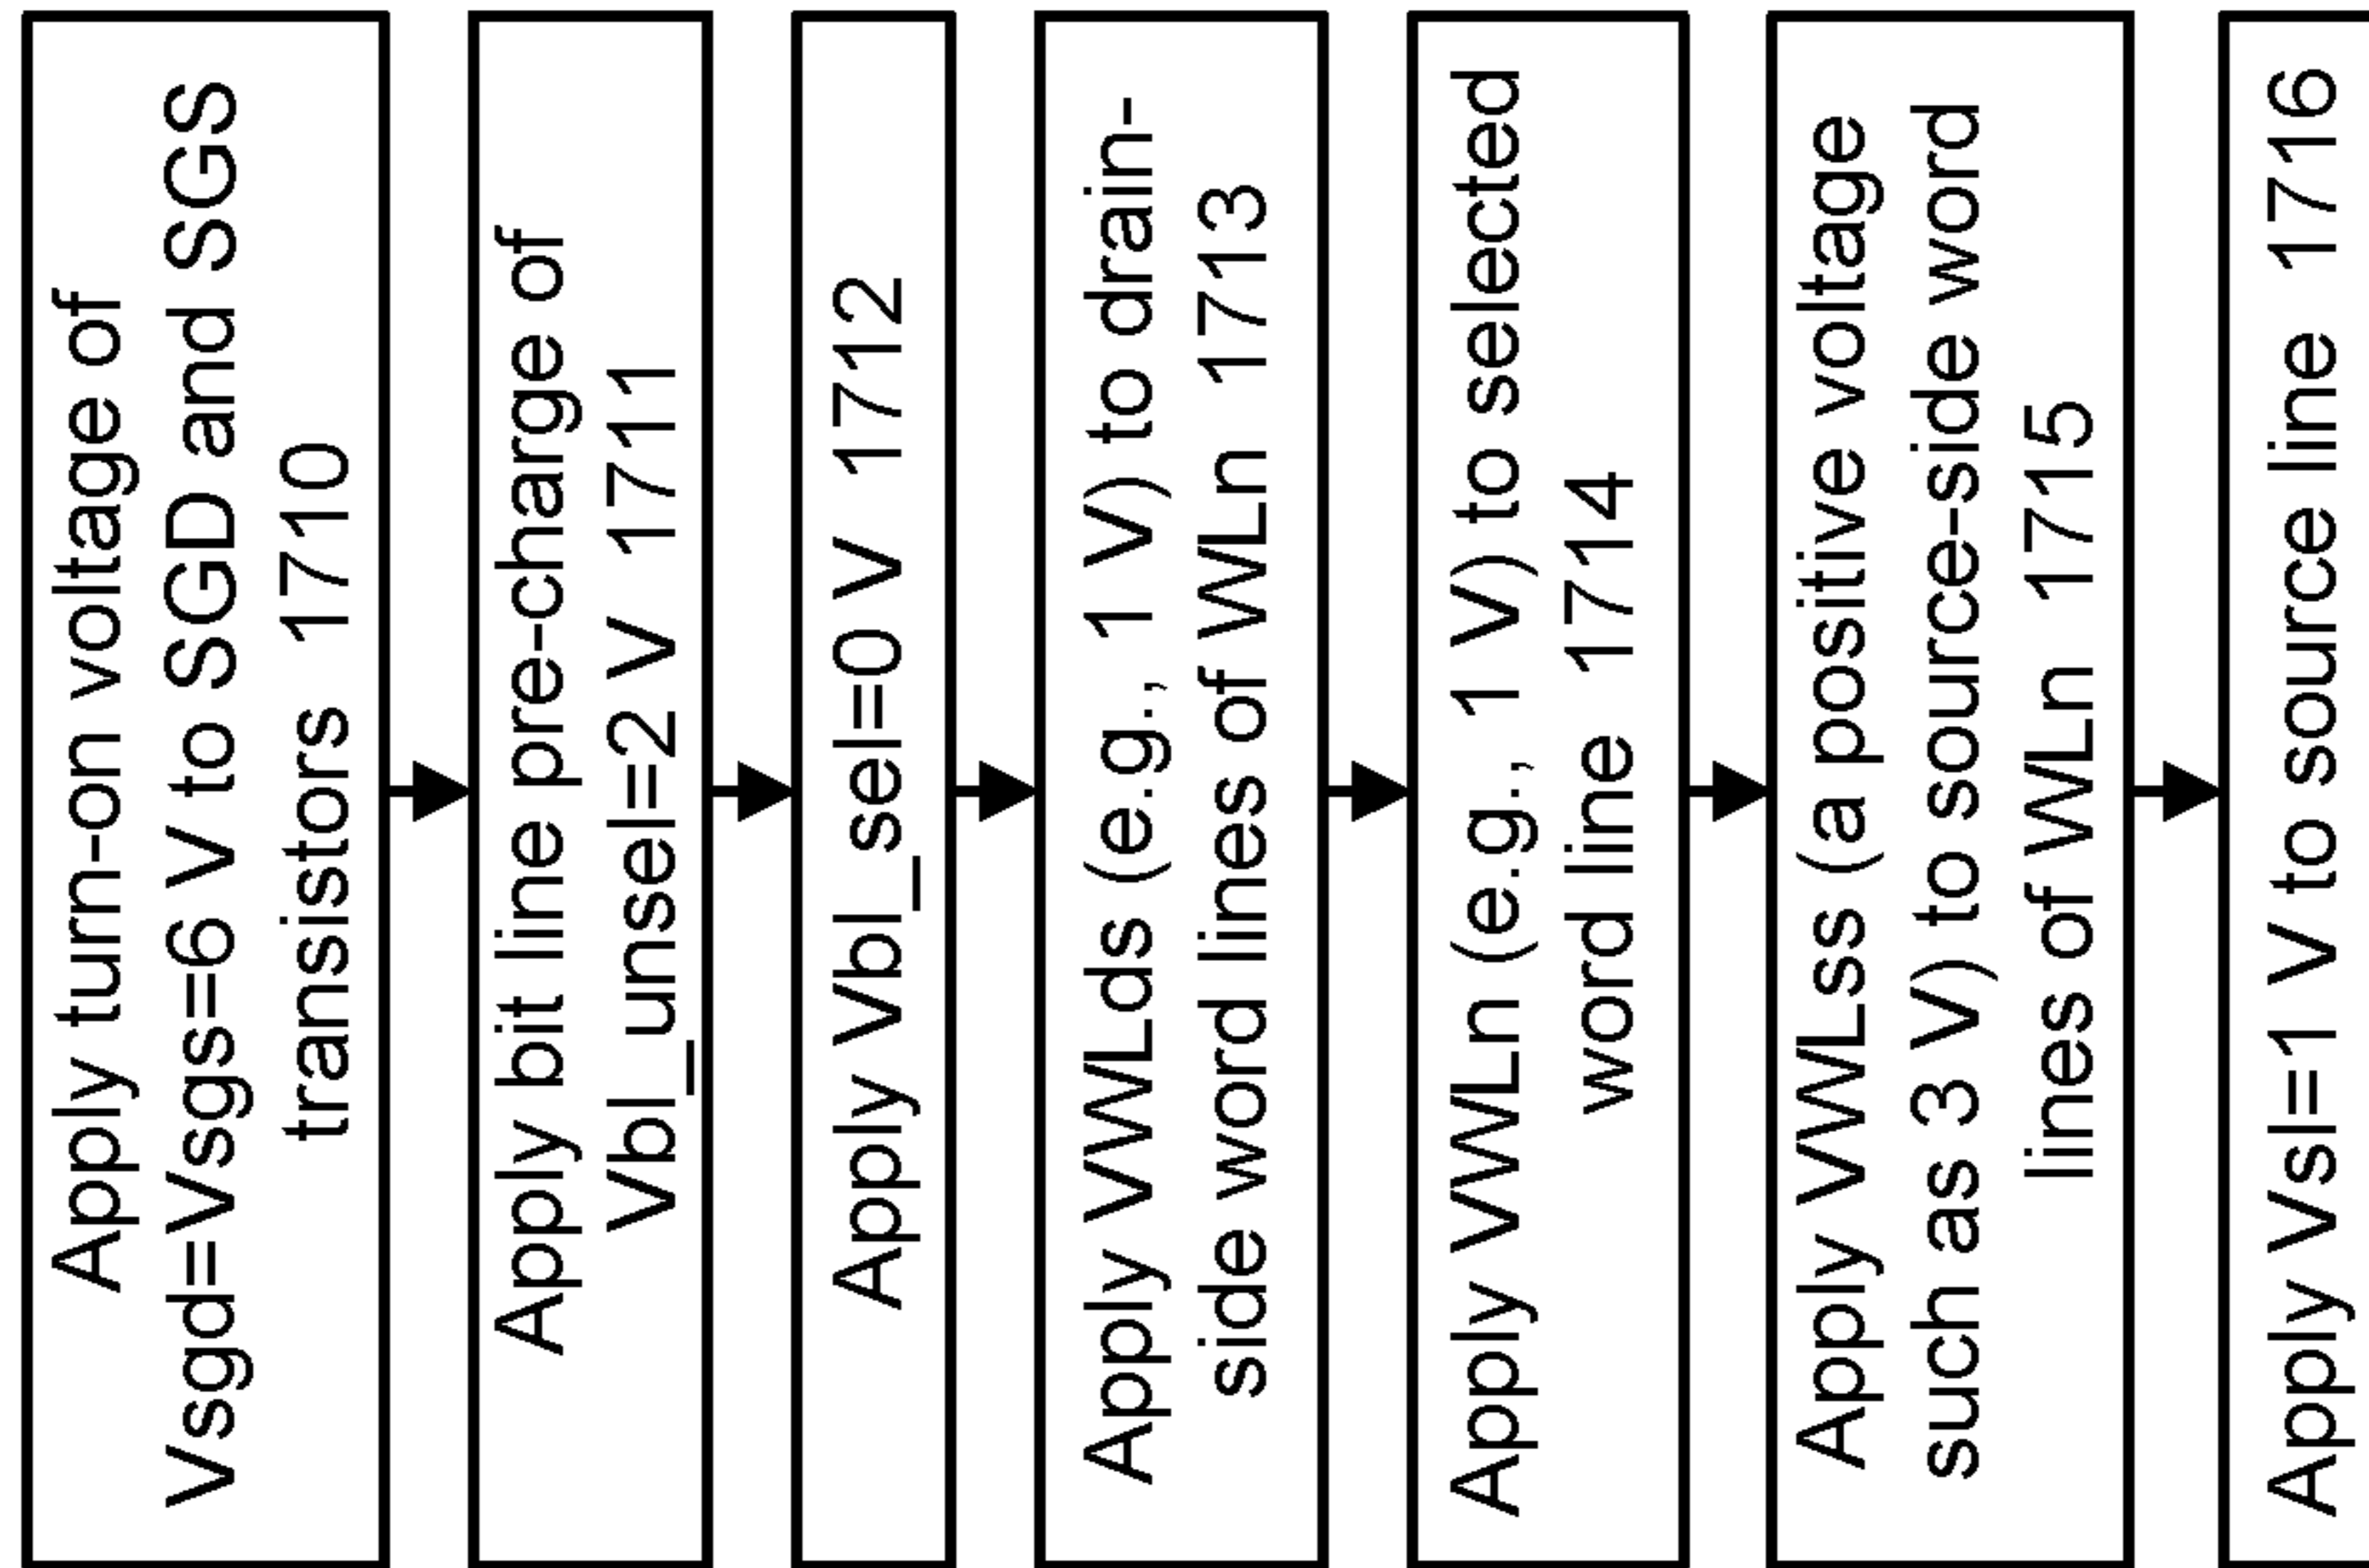 Apply turn-on voltage of
Vsgd=Vsgs=6 V to SGD and SGS
transistors 1710
Apply bit line pre-charge of
Vbl_unsel=2 V 1711
Apply Vbl_sel=0 V 1712
Apply VWLds (e.g., 1 V) to drain-
side word lines of WLn 1713
Apply VWLn (e.g., 1 V) to selected
word line 1714
Apply VWLss (a positive voltage
such as 3 V) to source-side word
lines of WLn 1715
Apply Vsl=1 V to source line 1716